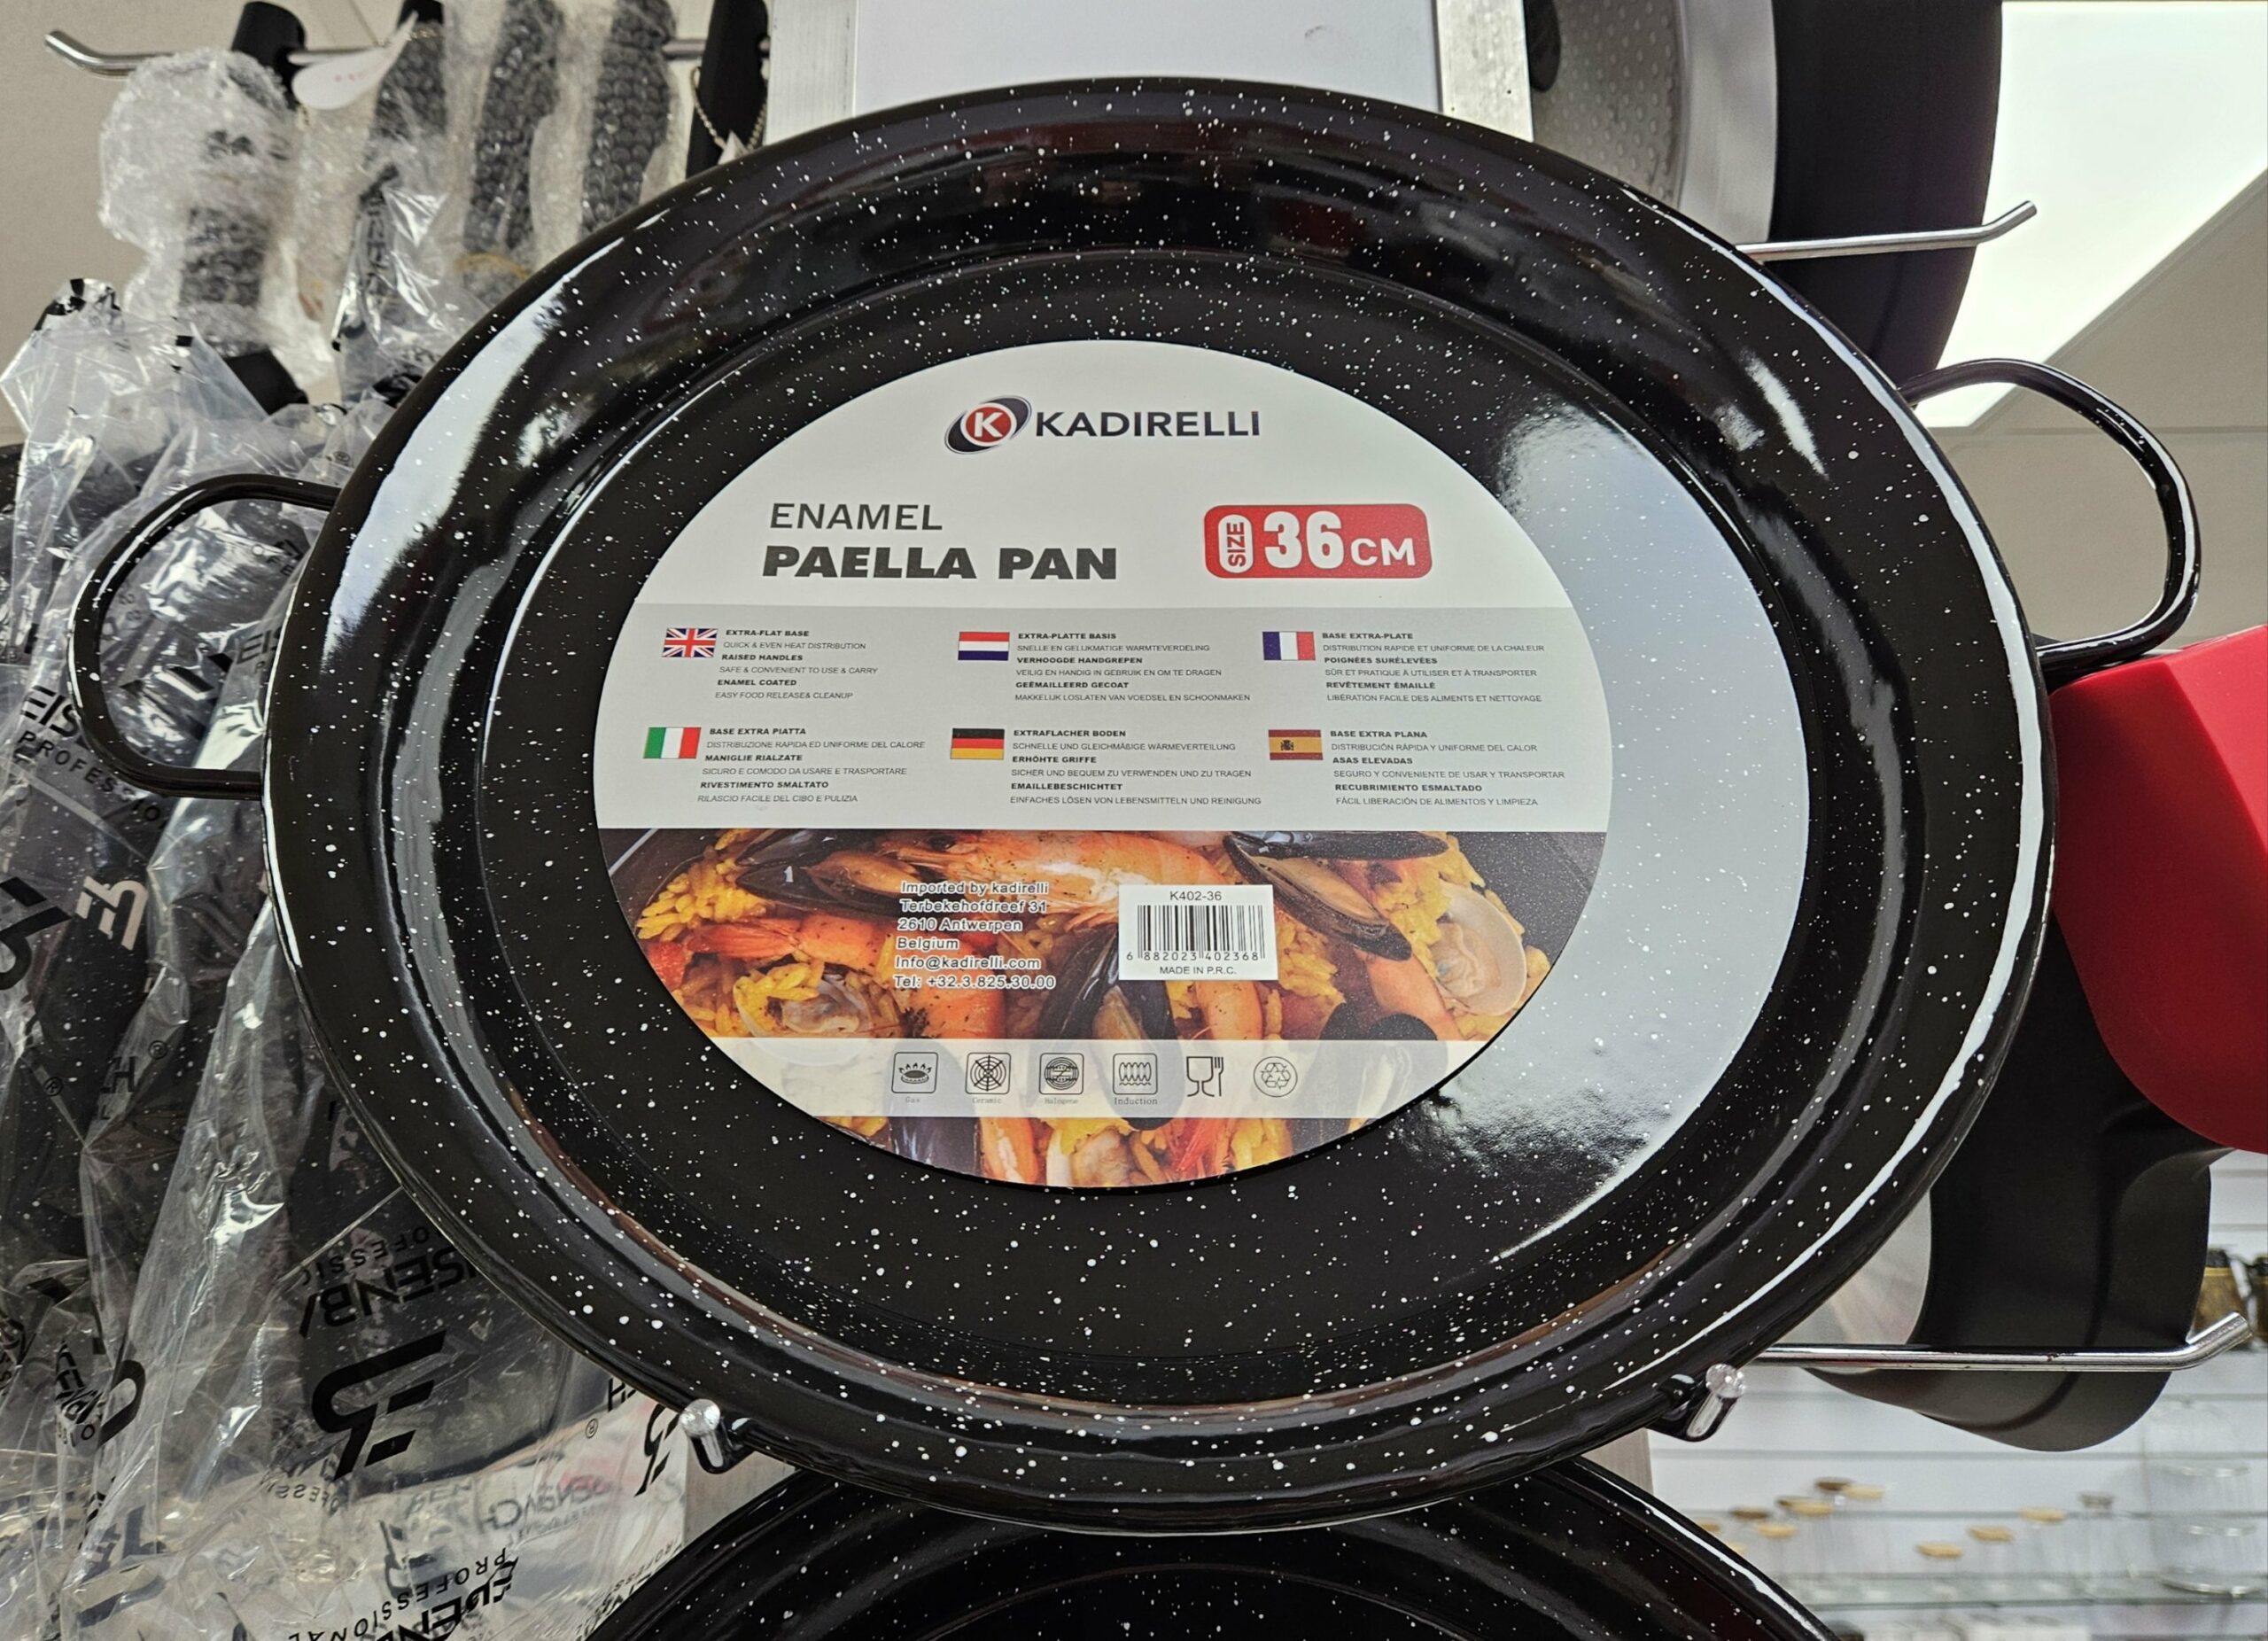 K KADIRELLI
ENAMEL
PAELLA PAN
SIZE 36 CM
EXTRA-FLAT BASE
QUICK & EVEN HEAT DISTRIBUTION
RAISED HANDLES
SAFE & CONVENIENT TO USE & CARRY
ENAMEL COATED
EASY FOOD RELEASE& CLEANUP
EXTRA-PLATTE BASIS
SNELLE EN GELIJKMATIGE WARMTEVERDELING
VERHOOGDE HANDGREPEN
VEILIG EN HANDIG IN GEBRUIK EN OM TE DRAGEN
GEËMAILLEERD GECOAT
MAKKELIJK LOSLATEN VAN VOEDSEL EN SCHOONMAKEN
BASE EXTRA-PLATE
DISTRIBUTION RAPIDE ET UNIFORME DE LA CHALEUR
POIGNÉES SURÉLEVÉES
SÛR ET PRATIQUE À UTILISER ET À TRANSPORTER
REVÊTEMENT ÉMAILLÉ
LIBÉRATION FACILE DES ALIMENTS ET NETTOYAGE
BASE EXTRA PIATTA
DISTRIBUZIONE RAPIDA ED UNIFORME DEL CALORE
MANIGLIE RIALZATE
SICURO E COMODO DA USARE E TRASPORTARE
RIVESTIMENTO SMALTATO
RILASCIO FACILE DEL CIBO E PULIZIA
EXTRAFLACHER BODEN
SCHNELLE UND GLEICHMÄßIGE WÄRMEVERTEILUNG
ERHÖHTE GRIFFE
SICHER UND BEQUEM ZU VERWENDEN UND ZU TRAGEN
EMAILLEBESCHICHTET
EINFACHES LÖSEN VON LEBENSMITTELN UND REINIGUNG
BASE EXTRA PLANA
DISTRIBUCIÓN RÁPIDA Y UNIFORME DEL CALOR
ASAS ELEVADAS
SEGURO Y CONVENIENTE DE USAR Y TRANSPORTAR
RECUBRIMIENTO ESMALTADO
FÁCIL LIBERACIÓN DE ALIMENTOS Y LIMPIEZA
Imported by kadirelli
Terbekehofdreef 31
2610 Antwerpen
Belgium
Info@kadirelli.com
Tel: +32.3.825.30.00
K402-36
6 882023 402368
MADE IN P.R.C.
Gas
Ceramic
Halogene
Induction